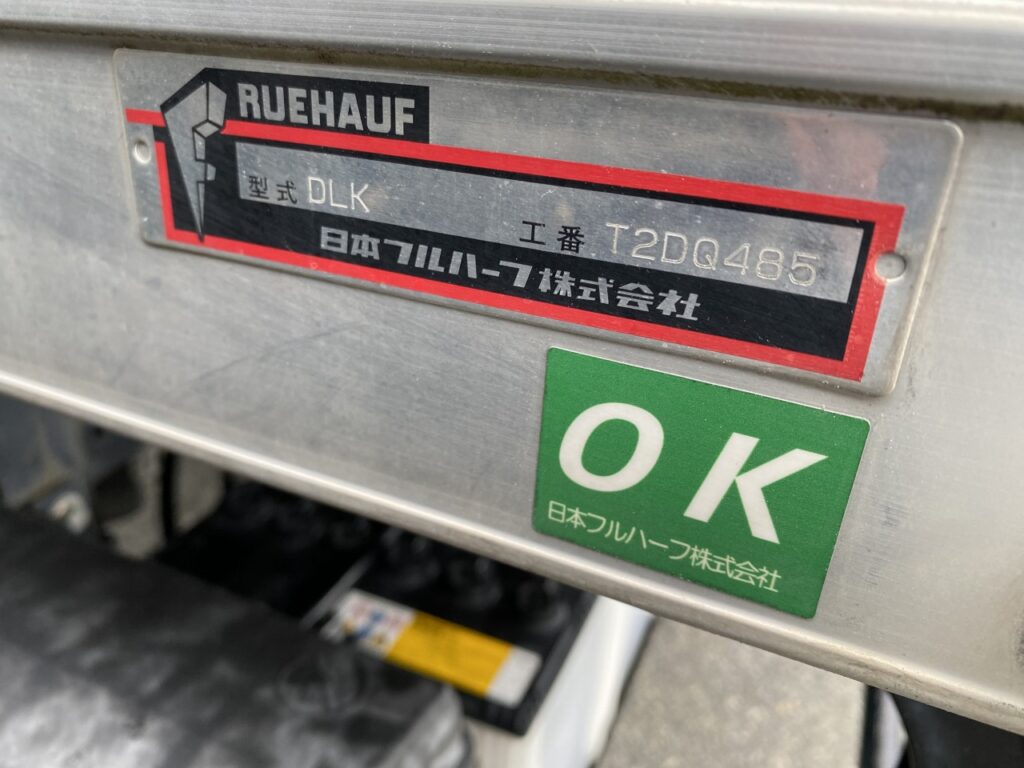 RUEHAUF
型式 DLK
工番 T2DQ485
日本フルハーフ株式会社
OK
日本フルハーフ株式会社